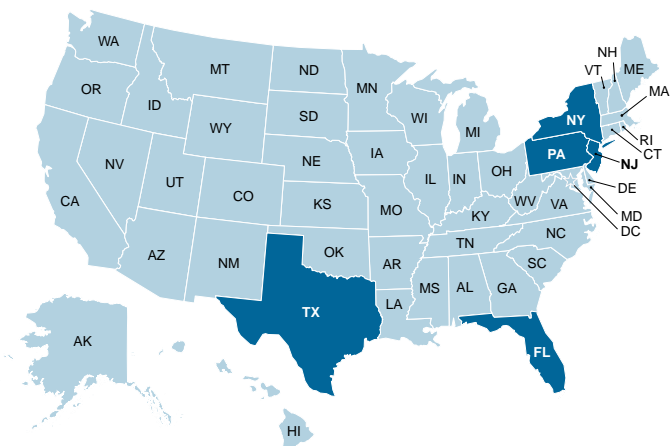 WA
MT
ND
MN
NH
VT
ME
OR
ID
SD
WI
MI
NY
MA
WY
RI
CT
NV
NE
IA
PA
NJ
UT
CO
IL
IN
OH
DE
CA
KS
MO
WV
VA
MD
KY
DC
AZ
NM
OK
AR
TN
NC
SC
TX
LA
MS
AL
GA
AK
FL
HI